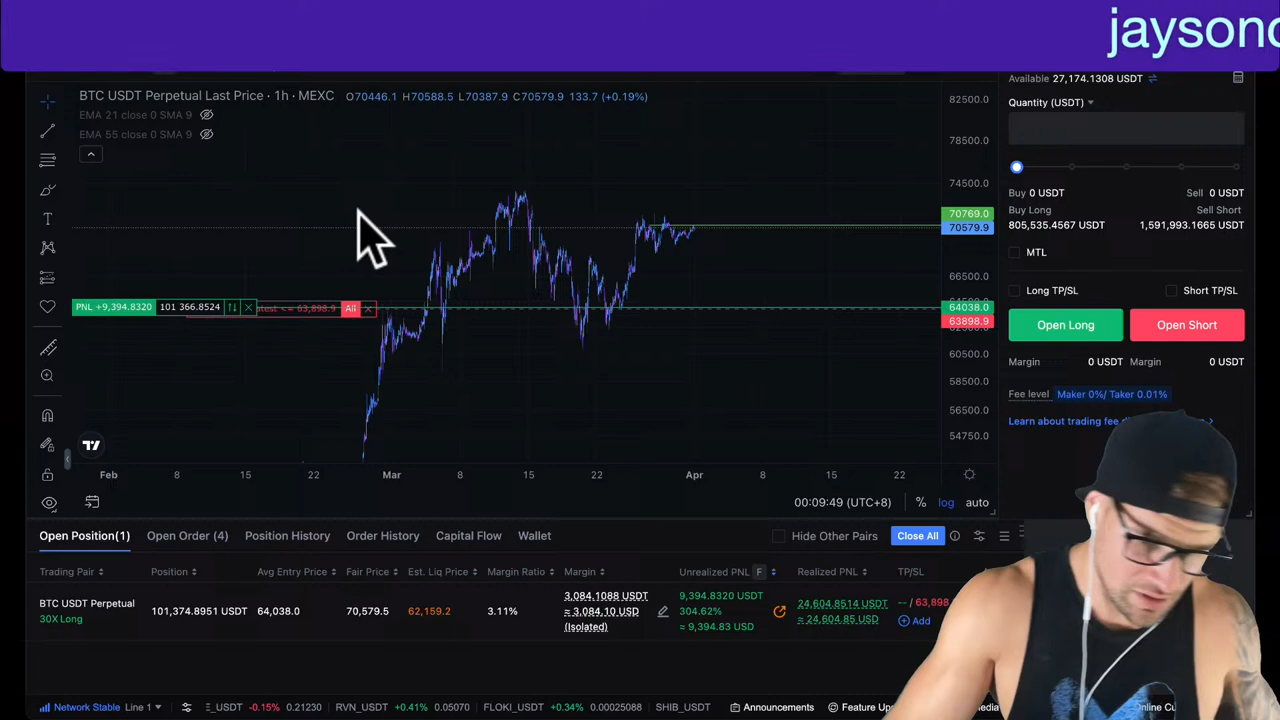 jaysono
BTC USDT Perpetual Last Price · 1h · MEXC O70446.1 H70588.5 L70387.9 C70579.9 133.7 (+0.19%)
EMA 21 close 0 SMA 9
EMA 55 close 0 SMA 9
82500.0
78500.0
74500.0
70769.0
70579.9
66500.0
64038.0
63898.9
60500.0
58500.0
56500.0
54750.0
PNL +9,394.8320 101 366.8524
<= 63,898.9 All
Feb 8 15 22 Mar 8 15 22 Apr 8 15 22
00:09:49 (UTC+8) % log auto
Available 27,174.1308 USDT
Quantity (USDT)
Buy 0 USDT Sell 0 USDT
Buy Long Sell Short
805,535.4567 USDT 1,591,993.1665 USDT
MTL
Long TP/SL Short TP/SL
Open Long Open Short
Margin 0 USDT Margin 0 USDT
Fee level Maker 0%/ Taker 0.01%
Learn about trading fee
Open Position(1) Open Order (4) Position History Order History Capital Flow Wallet Hide Other Pairs Close All
Trading Pair Position Avg Entry Price Fair Price Est. Liq Price Margin Ratio Margin Unrealized PNL F Realized PNL TP/SL
BTC USDT Perpetual
30X Long
101,374.8951 USDT 64,038.0 70,579.5 62,159.2 3.11%
3,084.1088 USDT
≈ 3,084.10 USD
(Isolated)
9,394.8320 USDT
304.62%
≈ 9,394.83 USD
24,604.8514 USDT
≈ 24,604.85 USD
-- / 63,898
Add
Network Stable Line 1 _USDT -0.15% 0.21230 RVN_USDT +0.41% 0.05070 FLOKI_USDT +0.34% 0.00025088 SHIB_USDT Announcements Feature Online Cu